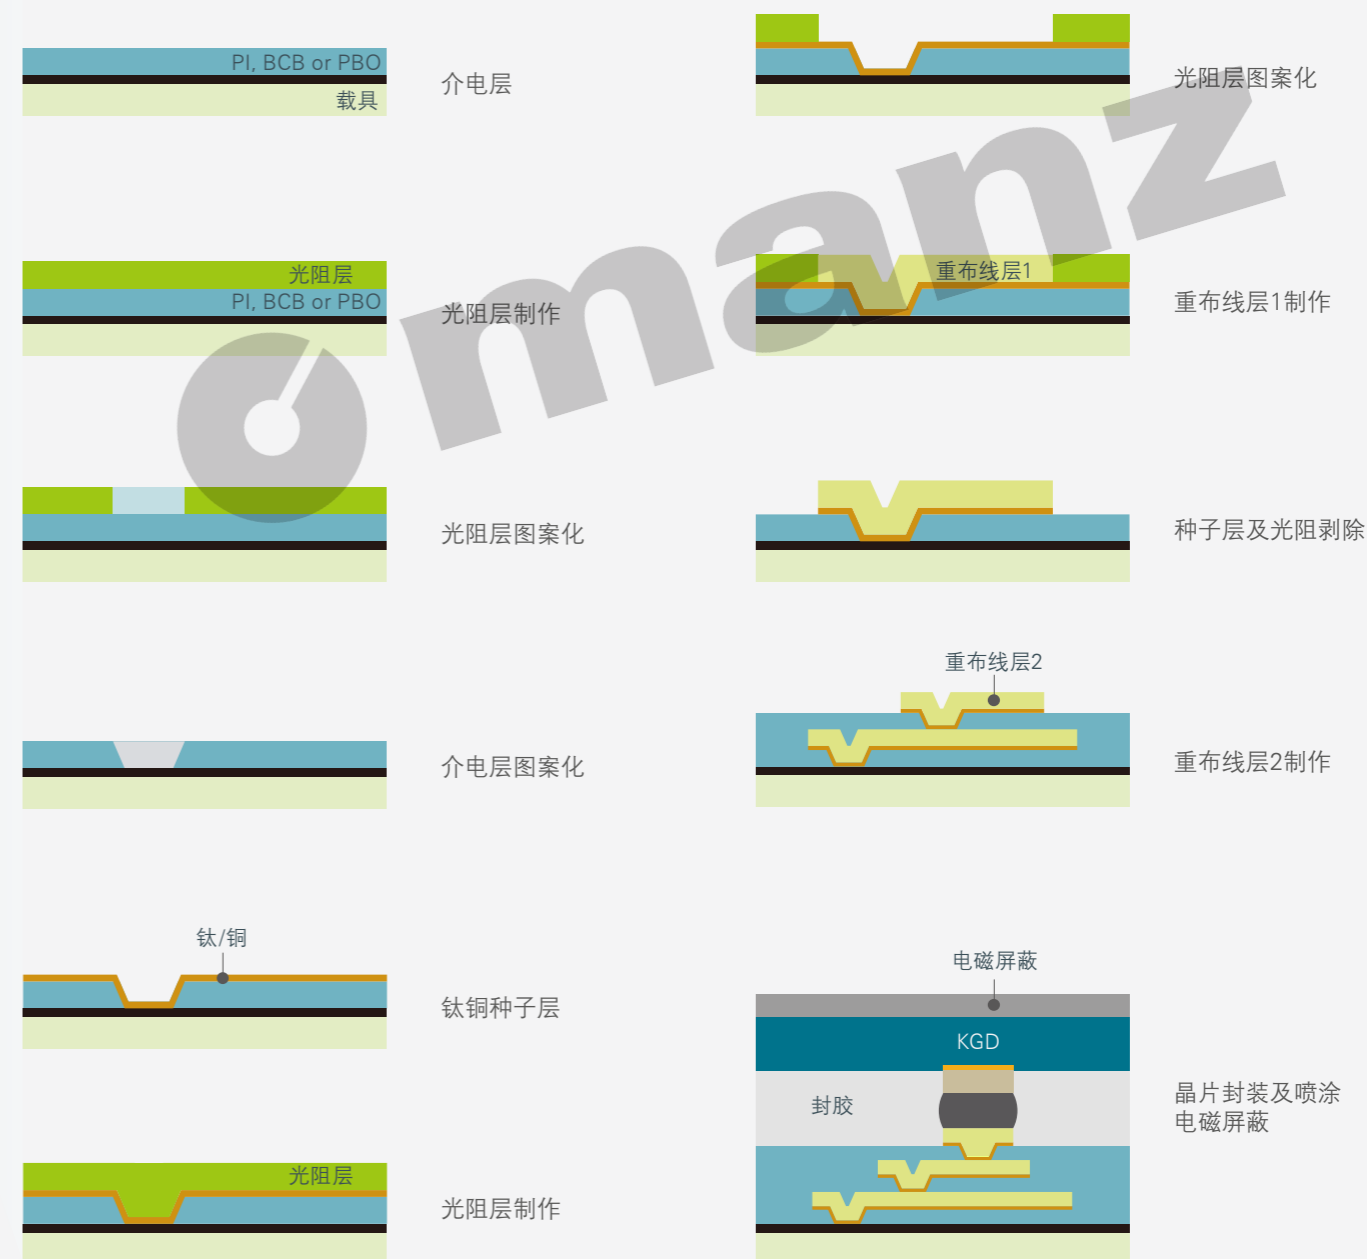 PI, BCB or PBO
载具
介电层
光阻层
PI, BCB or PBO
光阻层制作
光阻层图案化
介电层图案化
钛/铜
钛铜种子层
光阻层
光阻层制作
光阻层图案化
重布线层1
重布线层1制作
种子层及光阻剥除
重布线层2
重布线层2制作
电磁屏蔽
KGD
封胶
晶片封装及喷涂
电磁屏蔽
manz